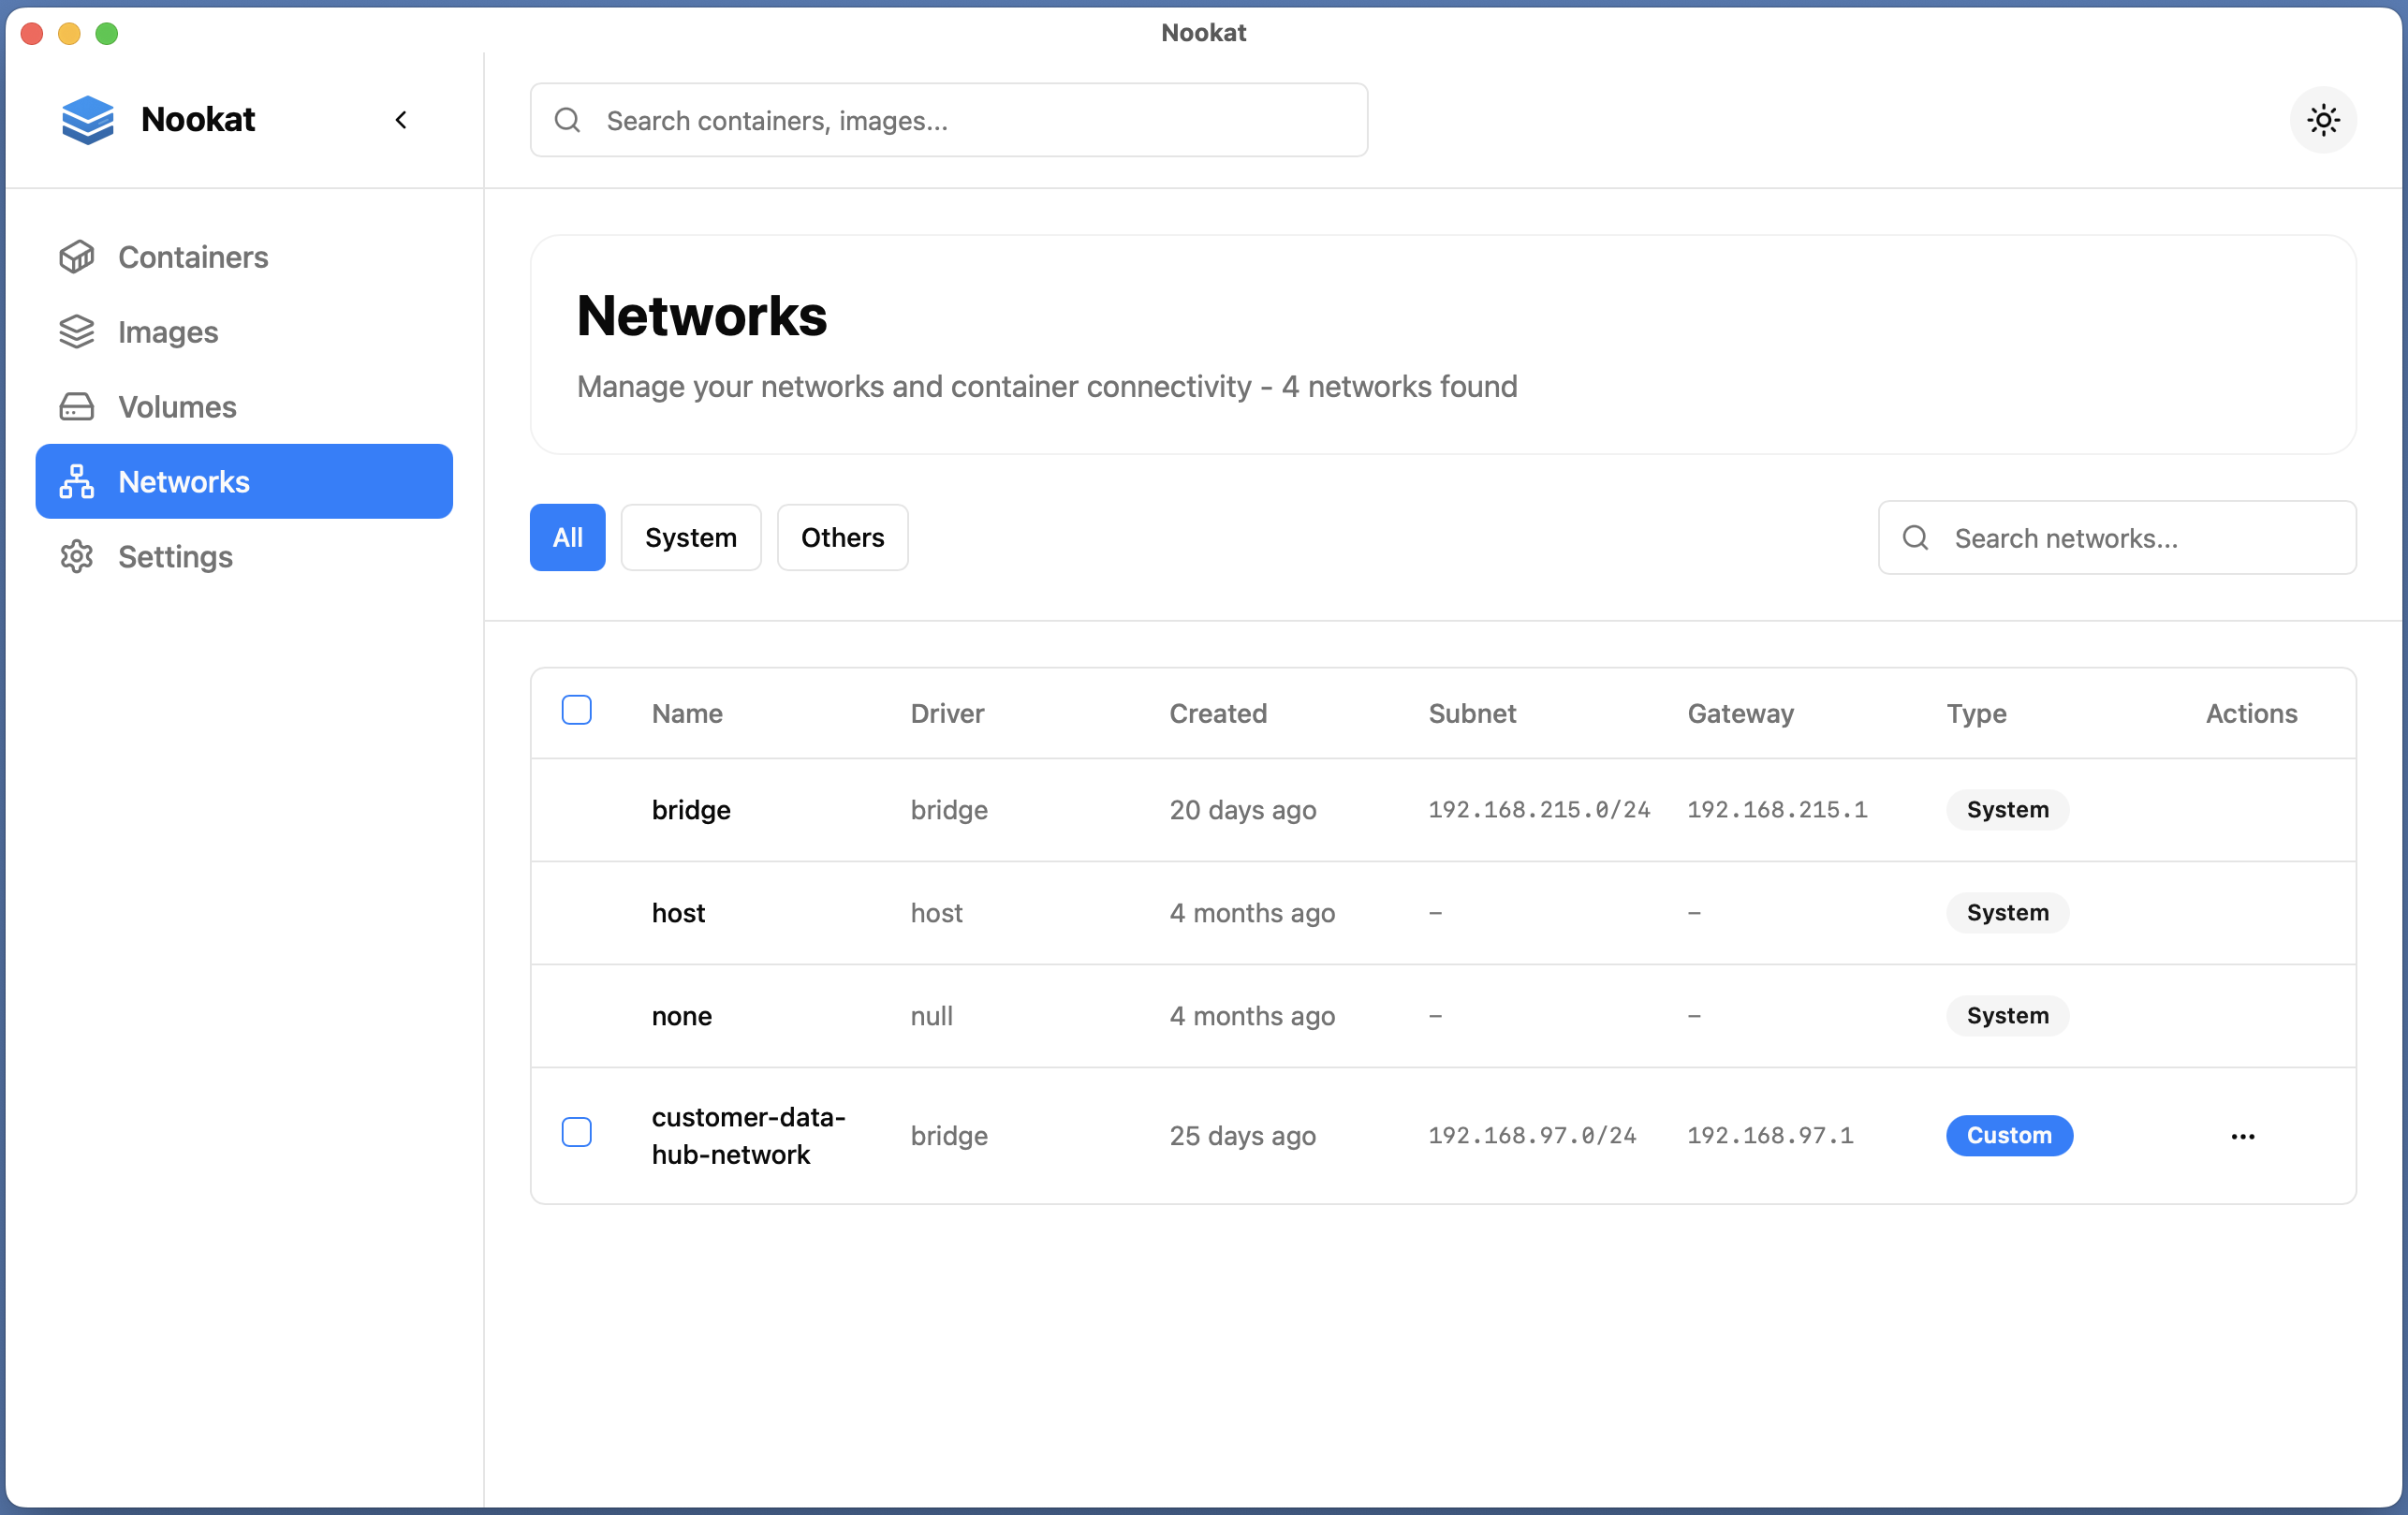 Nookat
Nookat
Search containers, images...
Containers
Images
Volumes
Networks
Settings
Networks
Manage your networks and container connectivity - 4 networks found
All System Others
Search networks...
Name Driver Created Subnet Gateway Type Actions
bridge bridge 20 days ago 192.168.215.0/24 192.168.215.1 System
host host 4 months ago – – System
none null 4 months ago – – System
customer-data-
hub-network bridge 25 days ago 192.168.97.0/24 192.168.97.1 Custom